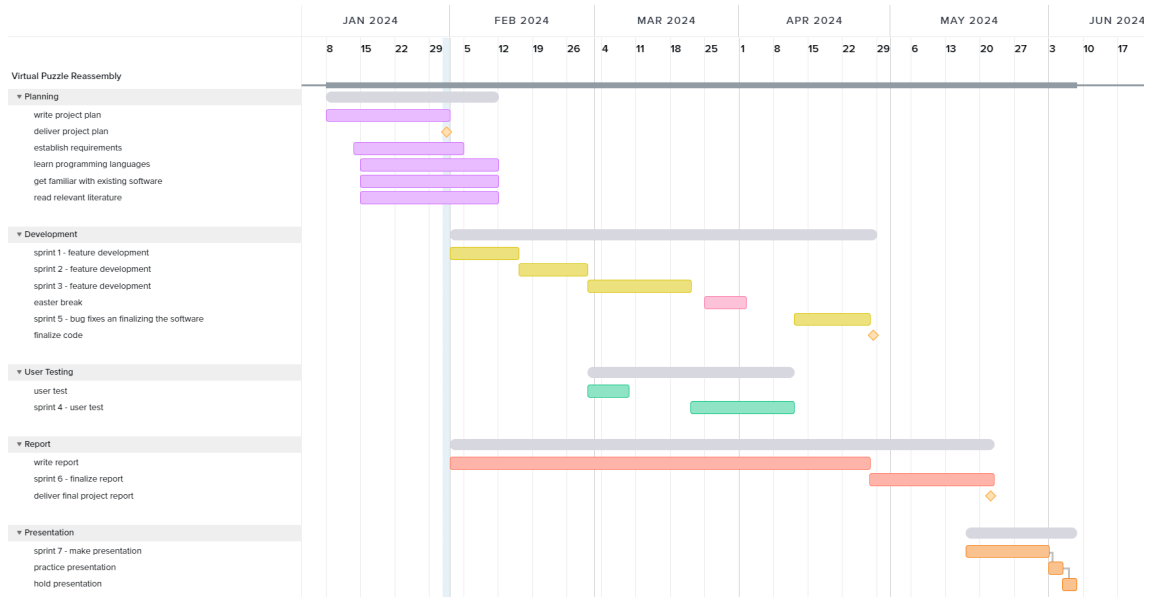 JAN 2024 FEB 2024 MAR 2024 APR 2024 MAY 2024 JUN 2024
8 15 22 29 5 12 19 26 4 11 18 25 1 8 15 22 29 6 13 20 27 3 10 17
Virtual Puzzle Reassembly
Planning
write project plan
deliver project plan
establish requirements
learn programming languages
get familiar with existing software
read relevant literature
Development
sprint 1 - feature development
sprint 2 - feature development
sprint 3 - feature development
easter break
sprint 5 - bug fixes an finalizing the software
finalize code
User Testing
user test
sprint 4 - user test
Report
write report
sprint 6 - finalize report
deliver final project report
Presentation
sprint 7 - make presentation
practice presentation
hold presentation